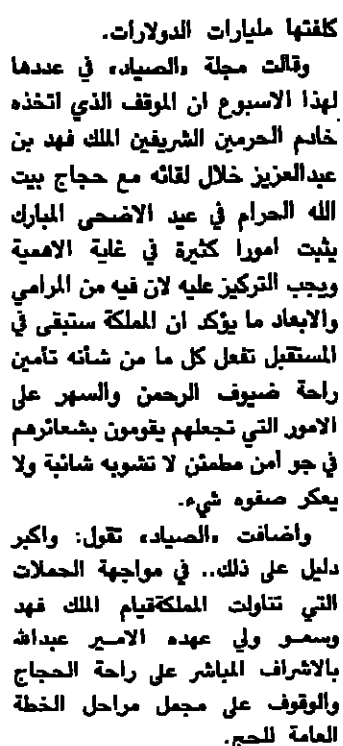 كلفتها مليارات الدولارات.
وقالت مجلة «الصياد» في عددها
لهذا الاسبوع ان الموقف الذي اتخذه
خادم الحرمين الشريفين الملك فهد بن
عبدالعزيز خلال لقائه مع حجاج بيت
الله الحرام في عيد الاضحى المبارك
يثبت امورا كثيرة في غاية الاهمية
ويجب التركيز عليه لان فيه من المرامي
والابعاد ما يؤكد ان المملكة ستبقى في
المستقبل تفعل كل ما من شأنه تأمين
راحة ضيوف الرحمن والسهر على
الامور التي تجعلهم يقومون بشعائرهم
في جو آمن مطمئن لا تشوبه شائبة ولا
يعكر صفوه شيء.
واضافت «الصياد» تقول: واكبر
دليل على ذلك.. في مواجهة الحملات
التي تناولت المملكةقيام الملك فهد
وسمو ولي عهده الامير عبدالله
بالاشراف المباشر على راحة الحجاج
والوقوف على مجمل مراحل الخطة
العامة للحج.